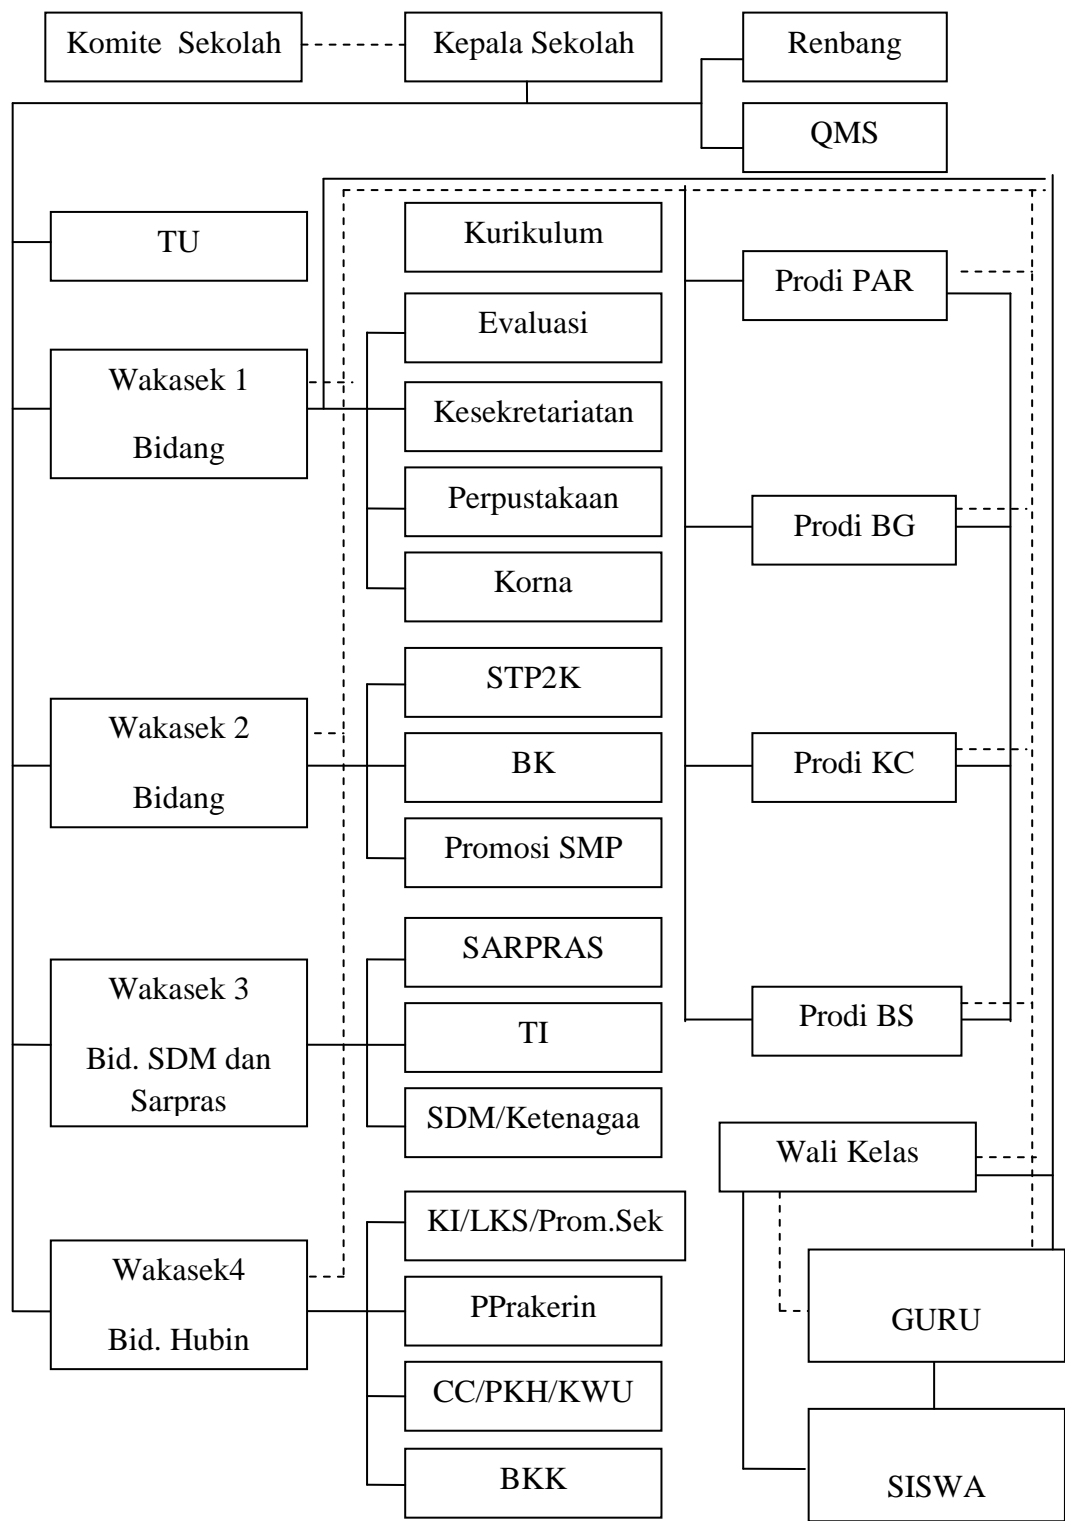 Komite Sekolah
Kepala Sekolah
Renbang
QMS
TU
Kurikulum
Prodi PAR
Evaluasi
Wakasek 1
Bidang
Kesekretariatan
Perpustakaan
Prodi BG
Korna
STP2K
Wakasek 2
Bidang
BK
Prodi KC
Promosi SMP
SARPRAS
Wakasek 3
Bid. SDM dan
Sarpras
TI
Prodi BS
SDM/Ketenagaa
Wali Kelas
KI/LKS/Prom.Sek
Wakasek4
Bid. Hubin
PPrakerin
GURU
CC/PKH/KWU
BKK
SISWA